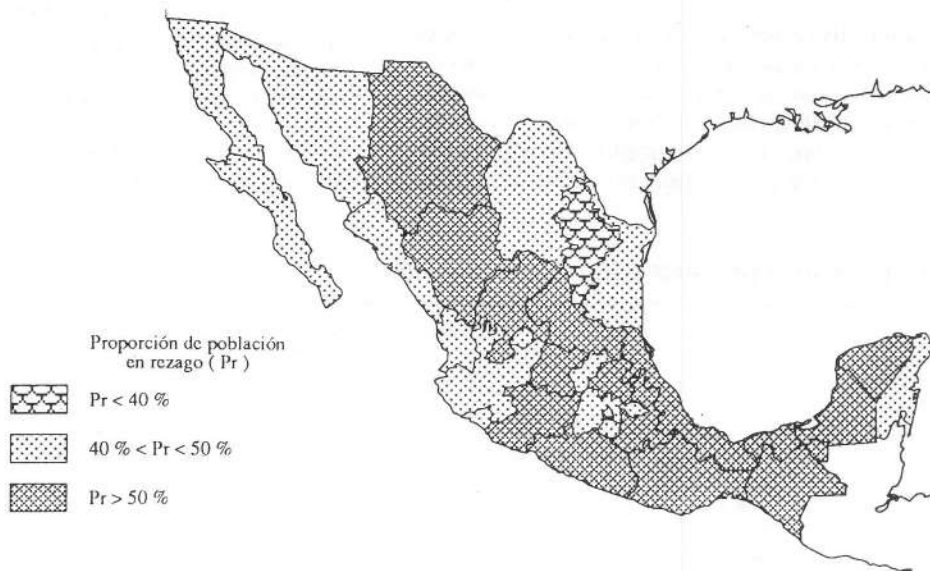 Proporción de población
en rezago ( Pr )
Pr < 40 %
40 % < Pr < 50 %
Pr > 50 %